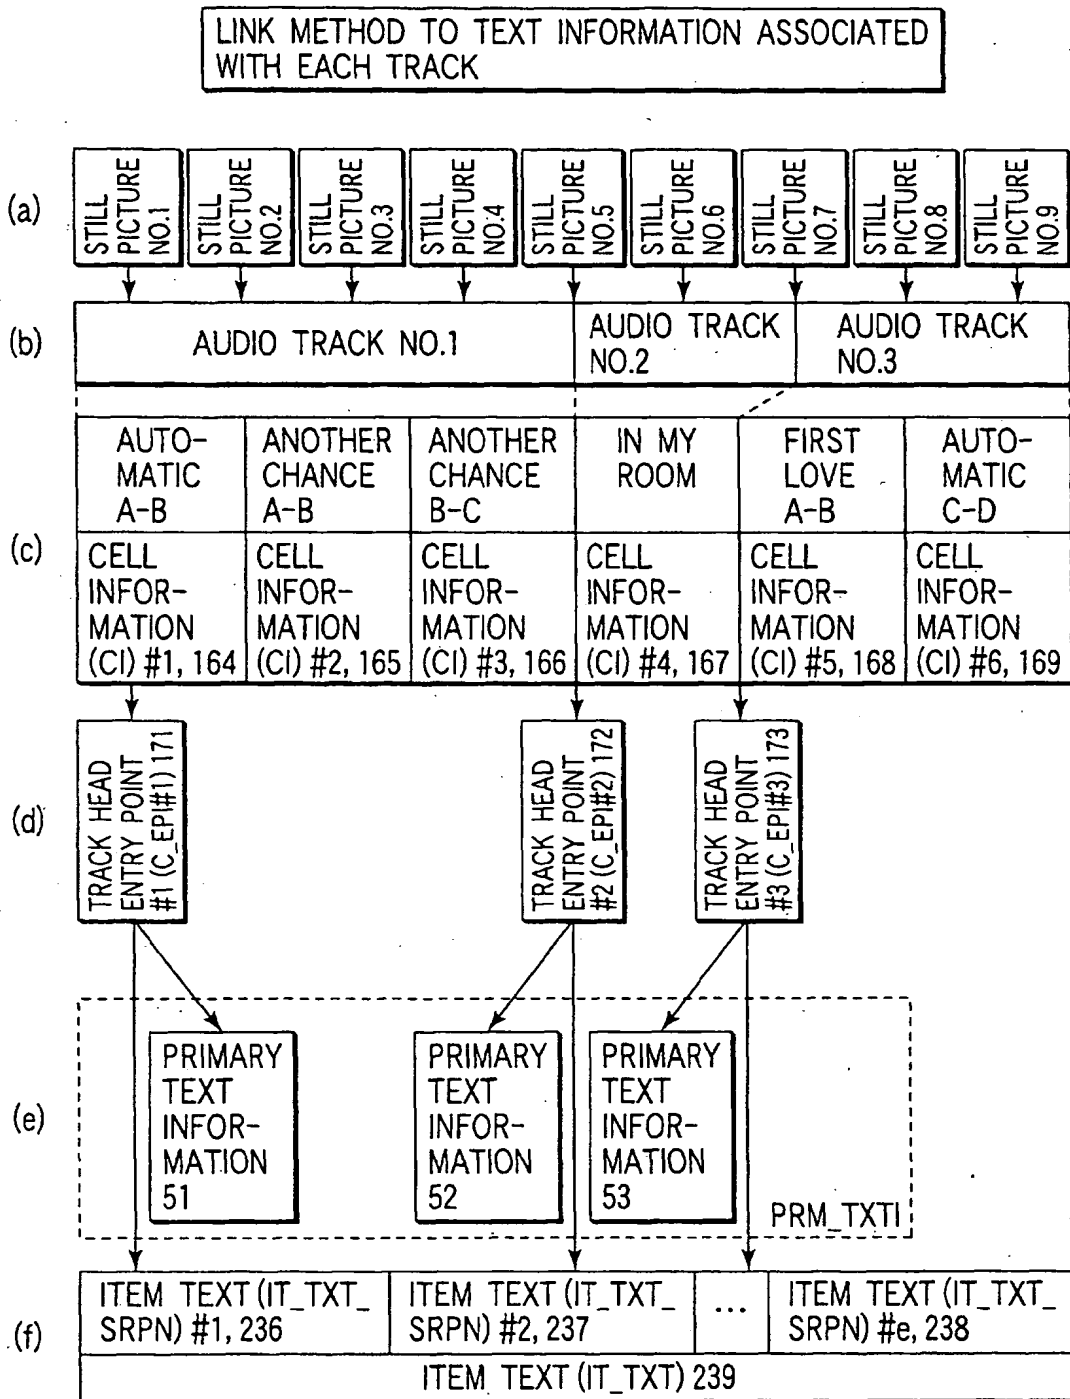 LINK METHOD TO TEXT INFORMATION ASSOCIATED
WITH EACH TRACK
(a)
STILL
PICTURE
NO.1
STILL
PICTURE
NO.2
STILL
PICTURE
NO.3
STILL
PICTURE
NO.4
STILL
PICTURE
NO.5
STILL
PICTURE
NO.6
STILL
PICTURE
NO.7
STILL
PICTURE
NO.8
STILL
PICTURE
NO.9
(b)
AUDIO TRACK NO.1
AUDIO TRACK
NO.2
AUDIO TRACK
NO.3
(c)
AUTO-
MATIC
A-B
ANOTHER
CHANCE
A-B
ANOTHER
CHANCE
B-C
IN MY
ROOM
FIRST
LOVE
A-B
AUTO-
MATIC
C-D
CELL
INFOR-
MATION
(CI) #1, 164
CELL
INFOR-
MATION
(CI) #2, 165
CELL
INFOR-
MATION
(CI) #3, 166
CELL
INFOR-
MATION
(CI) #4, 167
CELL
INFOR-
MATION
(CI) #5, 168
CELL
INFOR-
MATION
(CI) #6, 169
(d)
TRACK HEAD
ENTRY POINT
#1 (C_EPI#1) 171
TRACK HEAD
ENTRY POINT
#2 (C_EPI#2) 172
TRACK HEAD
ENTRY POINT
#3 (C_EPI#3) 173
(e)
PRIMARY
TEXT
INFOR-
MATION
51
PRIMARY
TEXT
INFOR-
MATION
52
PRIMARY
TEXT
INFOR-
MATION
53
PRM_TXTI
(f)
ITEM TEXT (IT_TXT_
SRPN) #1, 236
ITEM TEXT (IT_TXT_
SRPN) #2, 237
...
ITEM TEXT (IT_TXT_
SRPN) #e, 238
ITEM TEXT (IT_TXT) 239